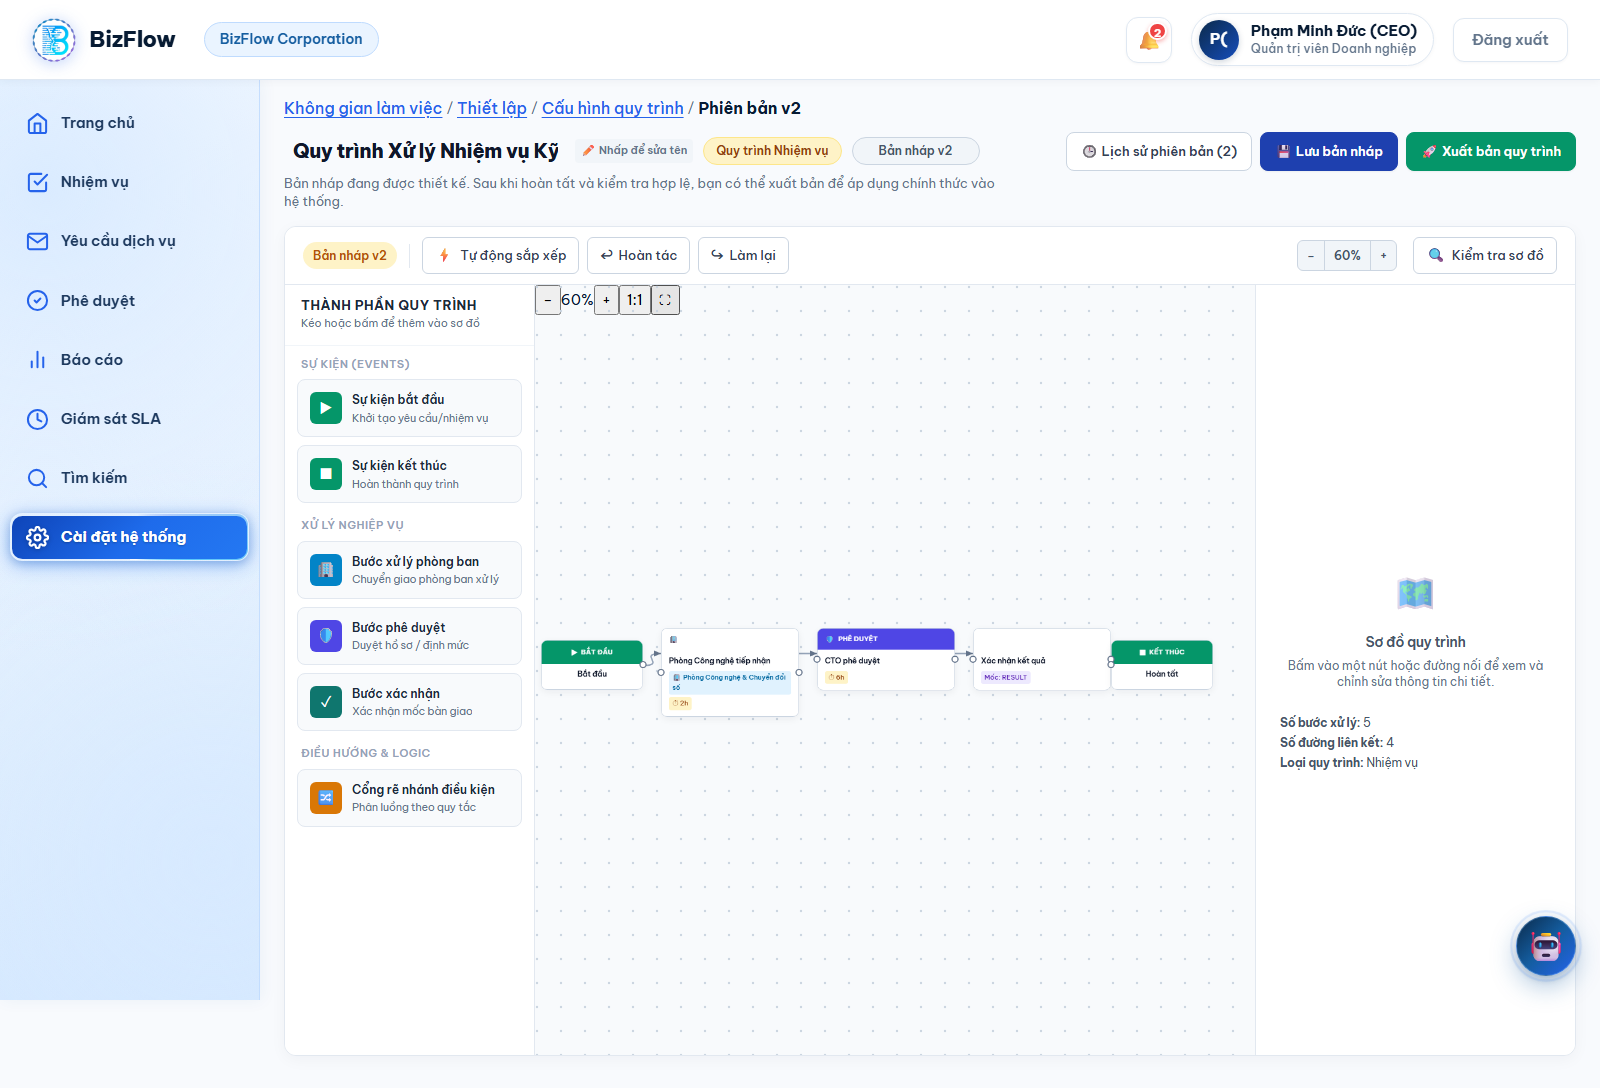 BizFlow
BizFlow Corporation
2
P(
Phạm Minh Đức (CEO)
Quản trị viên Doanh nghiệp
Đăng xuất
Trang chủ
Nhiệm vụ
Yêu cầu dịch vụ
Phê duyệt
Báo cáo
Giám sát SLA
Tìm kiếm
Cài đặt hệ thống
Không gian làm việc / Thiết lập / Cấu hình quy trình / Phiên bản v2
Quy trình Xử lý Nhiệm vụ Kỹ
Nhấp để sửa tên
Quy trình Nhiệm vụ
Bản nháp v2
Lịch sử phiên bản (2)
Lưu bản nháp
Xuất bản quy trình
Bản nháp đang được thiết kế. Sau khi hoàn tất và kiểm tra hợp lệ, bạn có thể xuất bản để áp dụng chính thức vào
hệ thống.
Bản nháp v2
Tự động sắp xếp
Hoàn tác
Làm lại
- 60% +
Kiểm tra sơ đồ
THÀNH PHẦN QUY TRÌNH
Kéo hoặc bấm để thêm vào sơ đồ
SỰ KIỆN (EVENTS)
Sự kiện bắt đầu
Khởi tạo yêu cầu/nhiệm vụ
Sự kiện kết thúc
Hoàn thành quy trình
XỬ LÝ NGHIỆP VỤ
Bước xử lý phòng ban
Chuyển giao phòng ban xử lý
Bước phê duyệt
Duyệt hồ sơ / định mức
Bước xác nhận
Xác nhận mốc bàn giao
ĐIỀU HƯỚNG & LOGIC
Cổng rẽ nhánh điều kiện
Phân luồng theo quy tắc
- 60% + 1:1
BẮT ĐẦU
Bắt đầu
Phòng Công nghệ tiếp nhận
Phòng Công nghệ & Chuyển đổi
số
2h
PHÊ DUYỆT
CTO phê duyệt
6h
Xác nhận kết quả
Mốc: RESULT
KẾT THÚC
Hoàn tất
Sơ đồ quy trình
Bấm vào một nút hoặc đường nối để xem và
chỉnh sửa thông tin chi tiết.
Số bước xử lý: 5
Số đường liên kết: 4
Loại quy trình: Nhiệm vụ